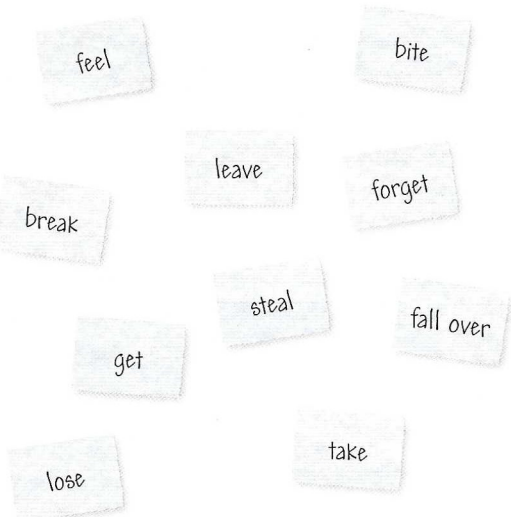 feel
bite
leave
forget
break
steal
fall over
get
take
lose